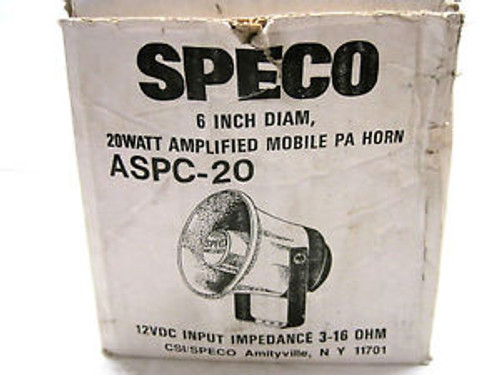 SPECO
6 INCH DIAM,
20WATT AMPLIFIED MOBILE PA HORN
ASPC-20
SPECO
12VDC INPUT IMPEDANCE 3-16 OHM
CSI/SPECO Amityville, N Y 11701